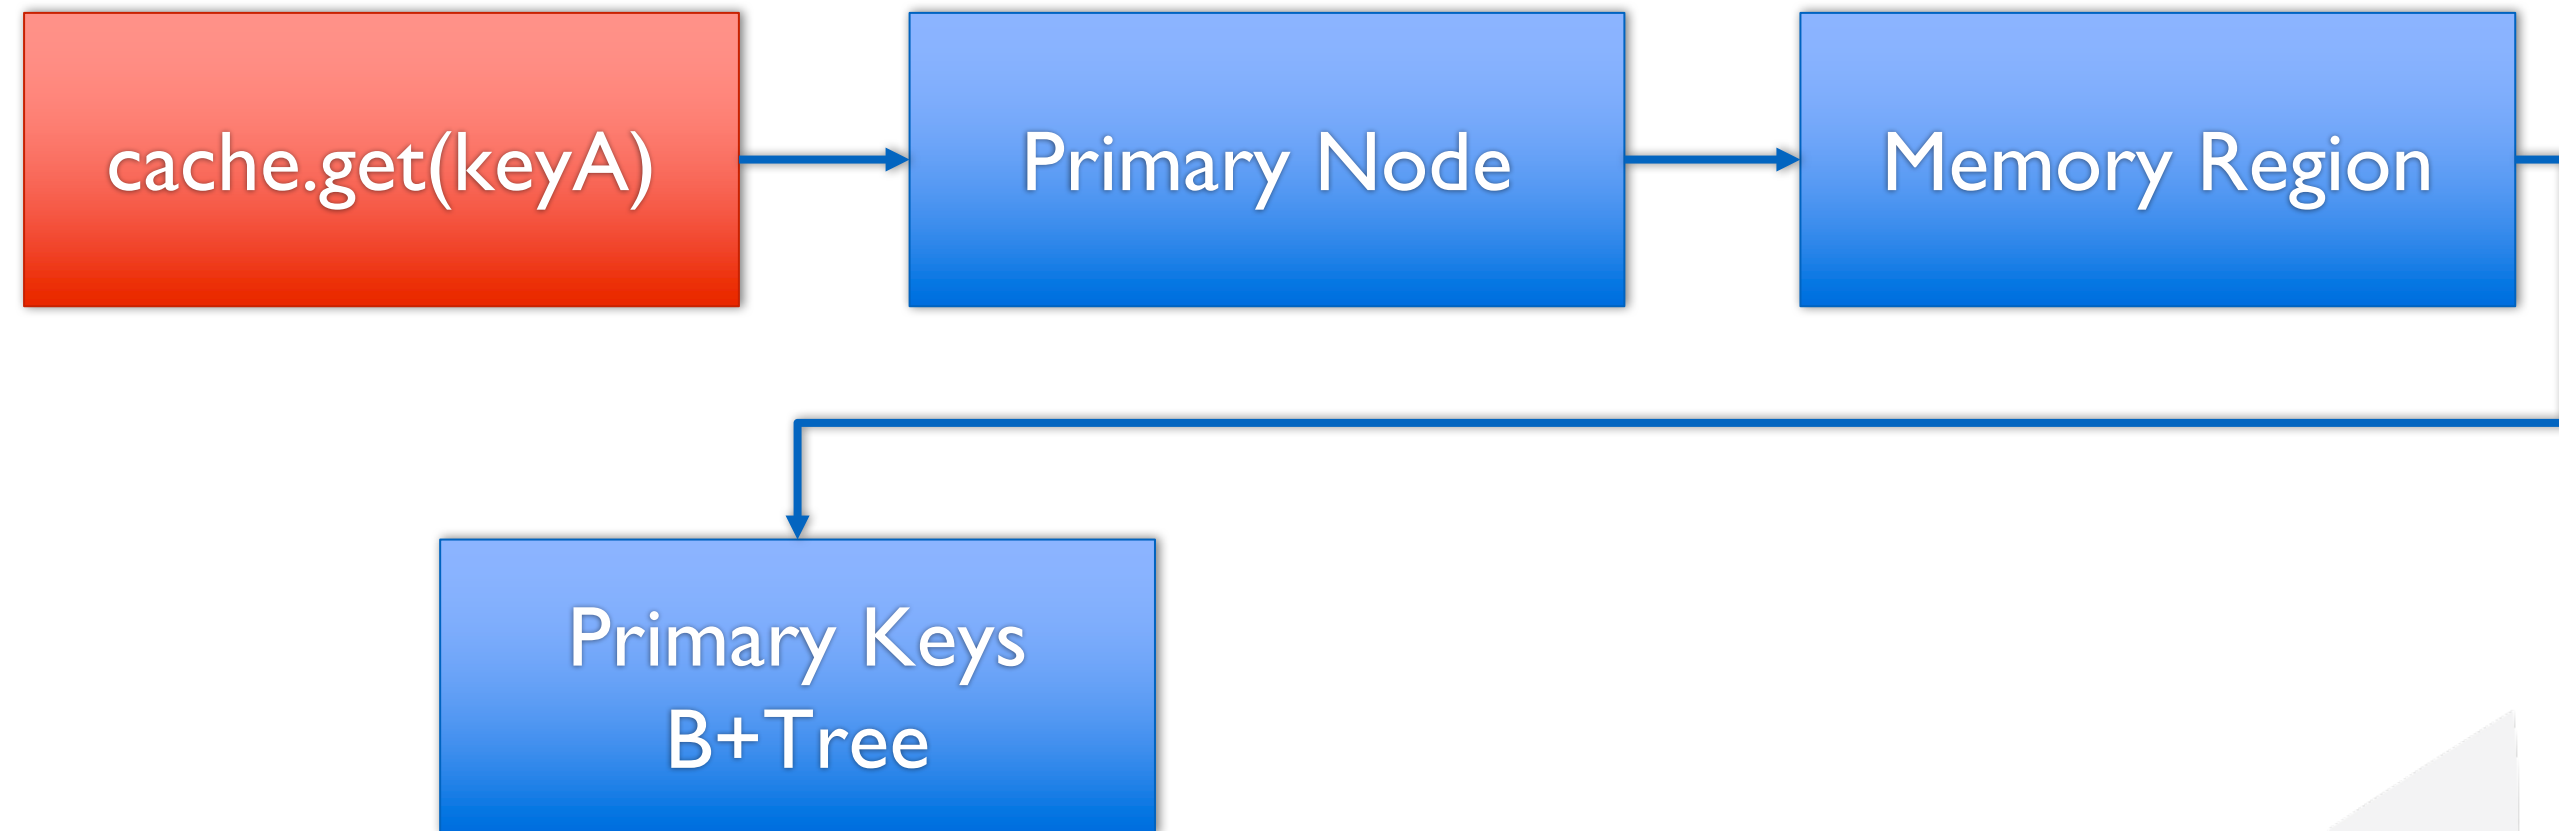 cache.get(keyA)
Primary Node
Memory Region
Primary Keys
B+Tree